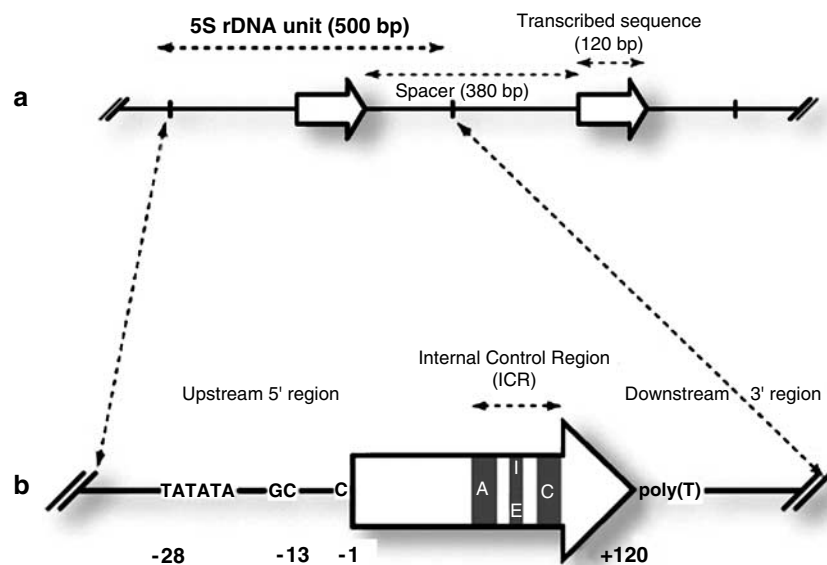 5S rDNA unit (500 bp)
Transcribed sequence
(120 bp)
a
Spacer (380 bp)
Internal Control Region
(ICR)
Upstream 5' region
Downstream 3' region
b
TATATA GC C A I E C poly(T)
-28 -13 -1 +120